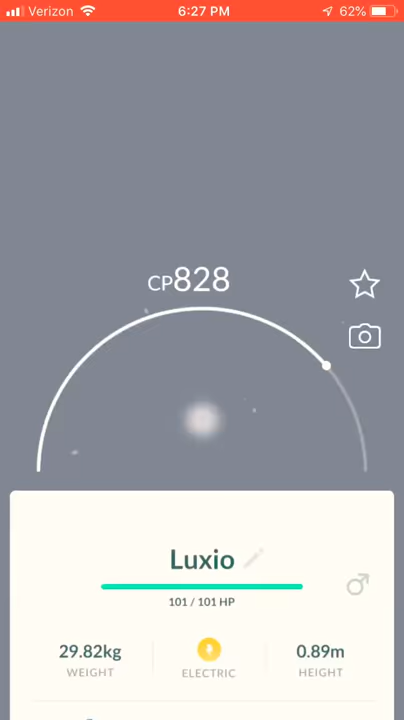 Verizon 6:27 PM 62%
CP828
Luxio
101 / 101 HP
29.82kg ELECTRIC 0.89m
WEIGHT HEIGHT